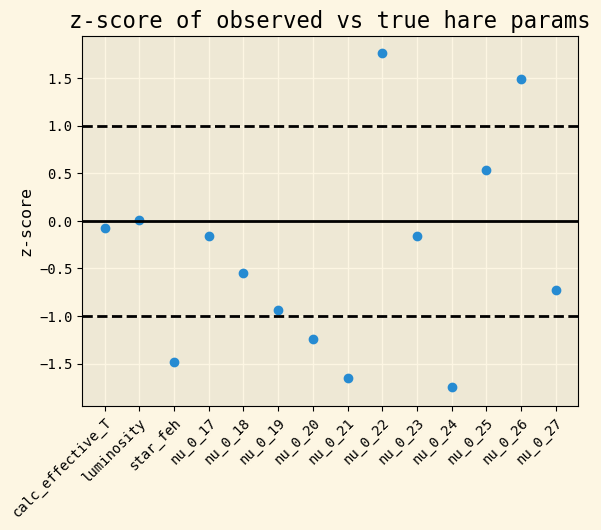 z-score of observed vs true hare params
z-score
1.5
1.0
0.5
0.0
−0.5
−1.0
−1.5
calc_effective_T
luminosity
star_feh
nu_0_17
nu_0_18
nu_0_19
nu_0_20
nu_0_21
nu_0_22
nu_0_23
nu_0_24
nu_0_25
nu_0_26
nu_0_27